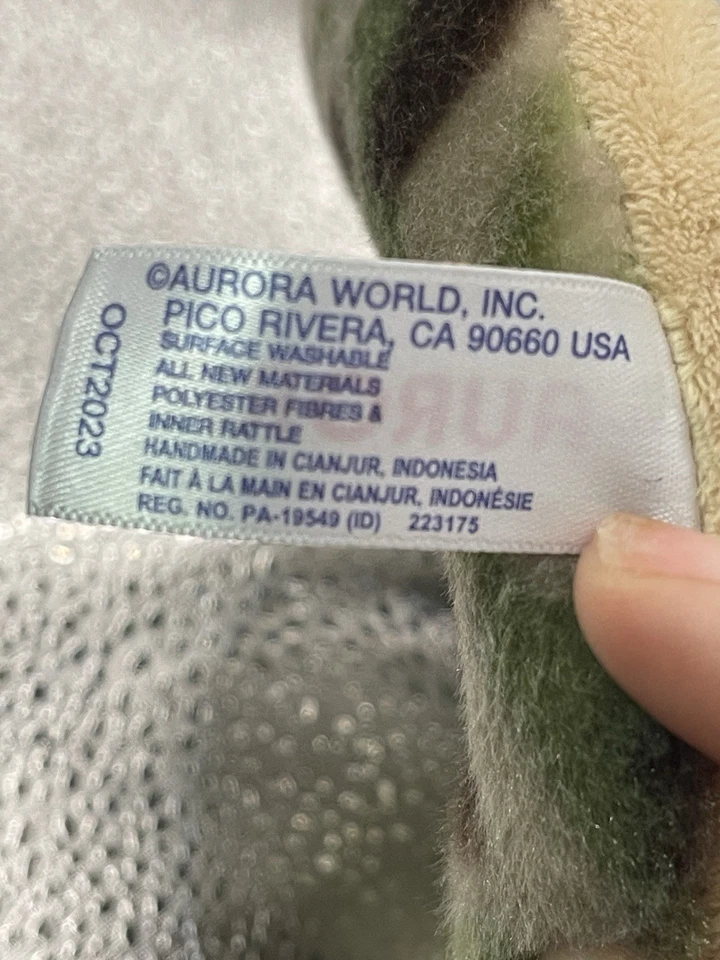 ©AURORA WORLD, INC.
PICO RIVERA, CA 90660 USA
SURFACE WASHABLE
ALL NEW MATERIALS
POLYESTER FIBRES &
INNER RATTLE
HANDMADE IN CIANJUR, INDONESIA
FAIT À LA MAIN EN CIANJUR, INDONÉSIE
REG. NO. PA-19549 (ID) 223175
OCT2023